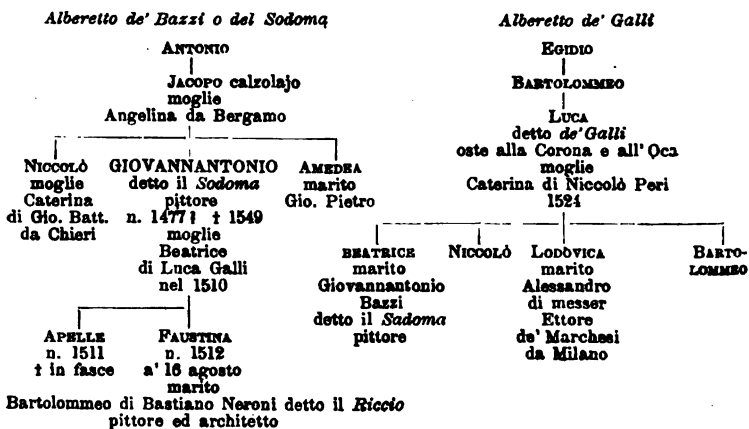 Alberetto de' Bazzi o del Sodoma
ANTONIO
JACOPO calzolajo
moglie
Angelina da Bergamo
NICCOLÒ
moglie
Caterina
di Gio. Batt.
da Chieri
GIOVANNANTONIO
detto il Sodoma
pittore
n. 1477? † 1549
moglie
Beatrice
di Luca Galli
nel 1510
AMEDEA
marito
Gio. Pietro
APELLE
n. 1511
† in fasce
FAUSTINA
n. 1512
a' 16 agosto
marito
Bartolommeo di Bastiano Neroni detto il Riccio
pittore ed architetto
Alberetto de' Galli
EGIDIO
BARTOLOMMEO
LUCA
detto de' Galli
oste alla Corona e all' Oca
moglie
Caterina di Niccolò Peri
1524
BEATRICE
marito
Giovannantonio
Bazzi
detto il Sadoma
pittore
NICCOLÒ
LODÒVICA
marito
Alessandro
di messer
Ettore
de' Marchesi
da Milano
BARTO-
LOMMEO